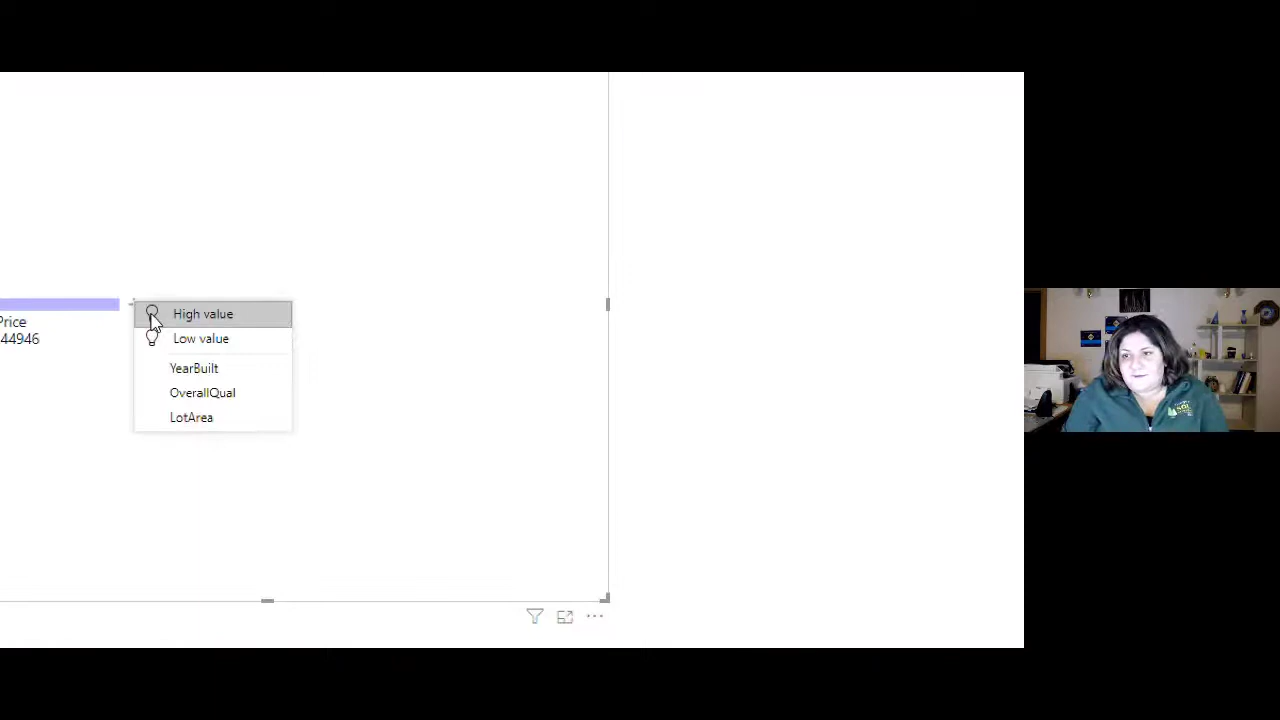 High value
Price
44946
Low value
YearBuilt
OverallQual
LotArea